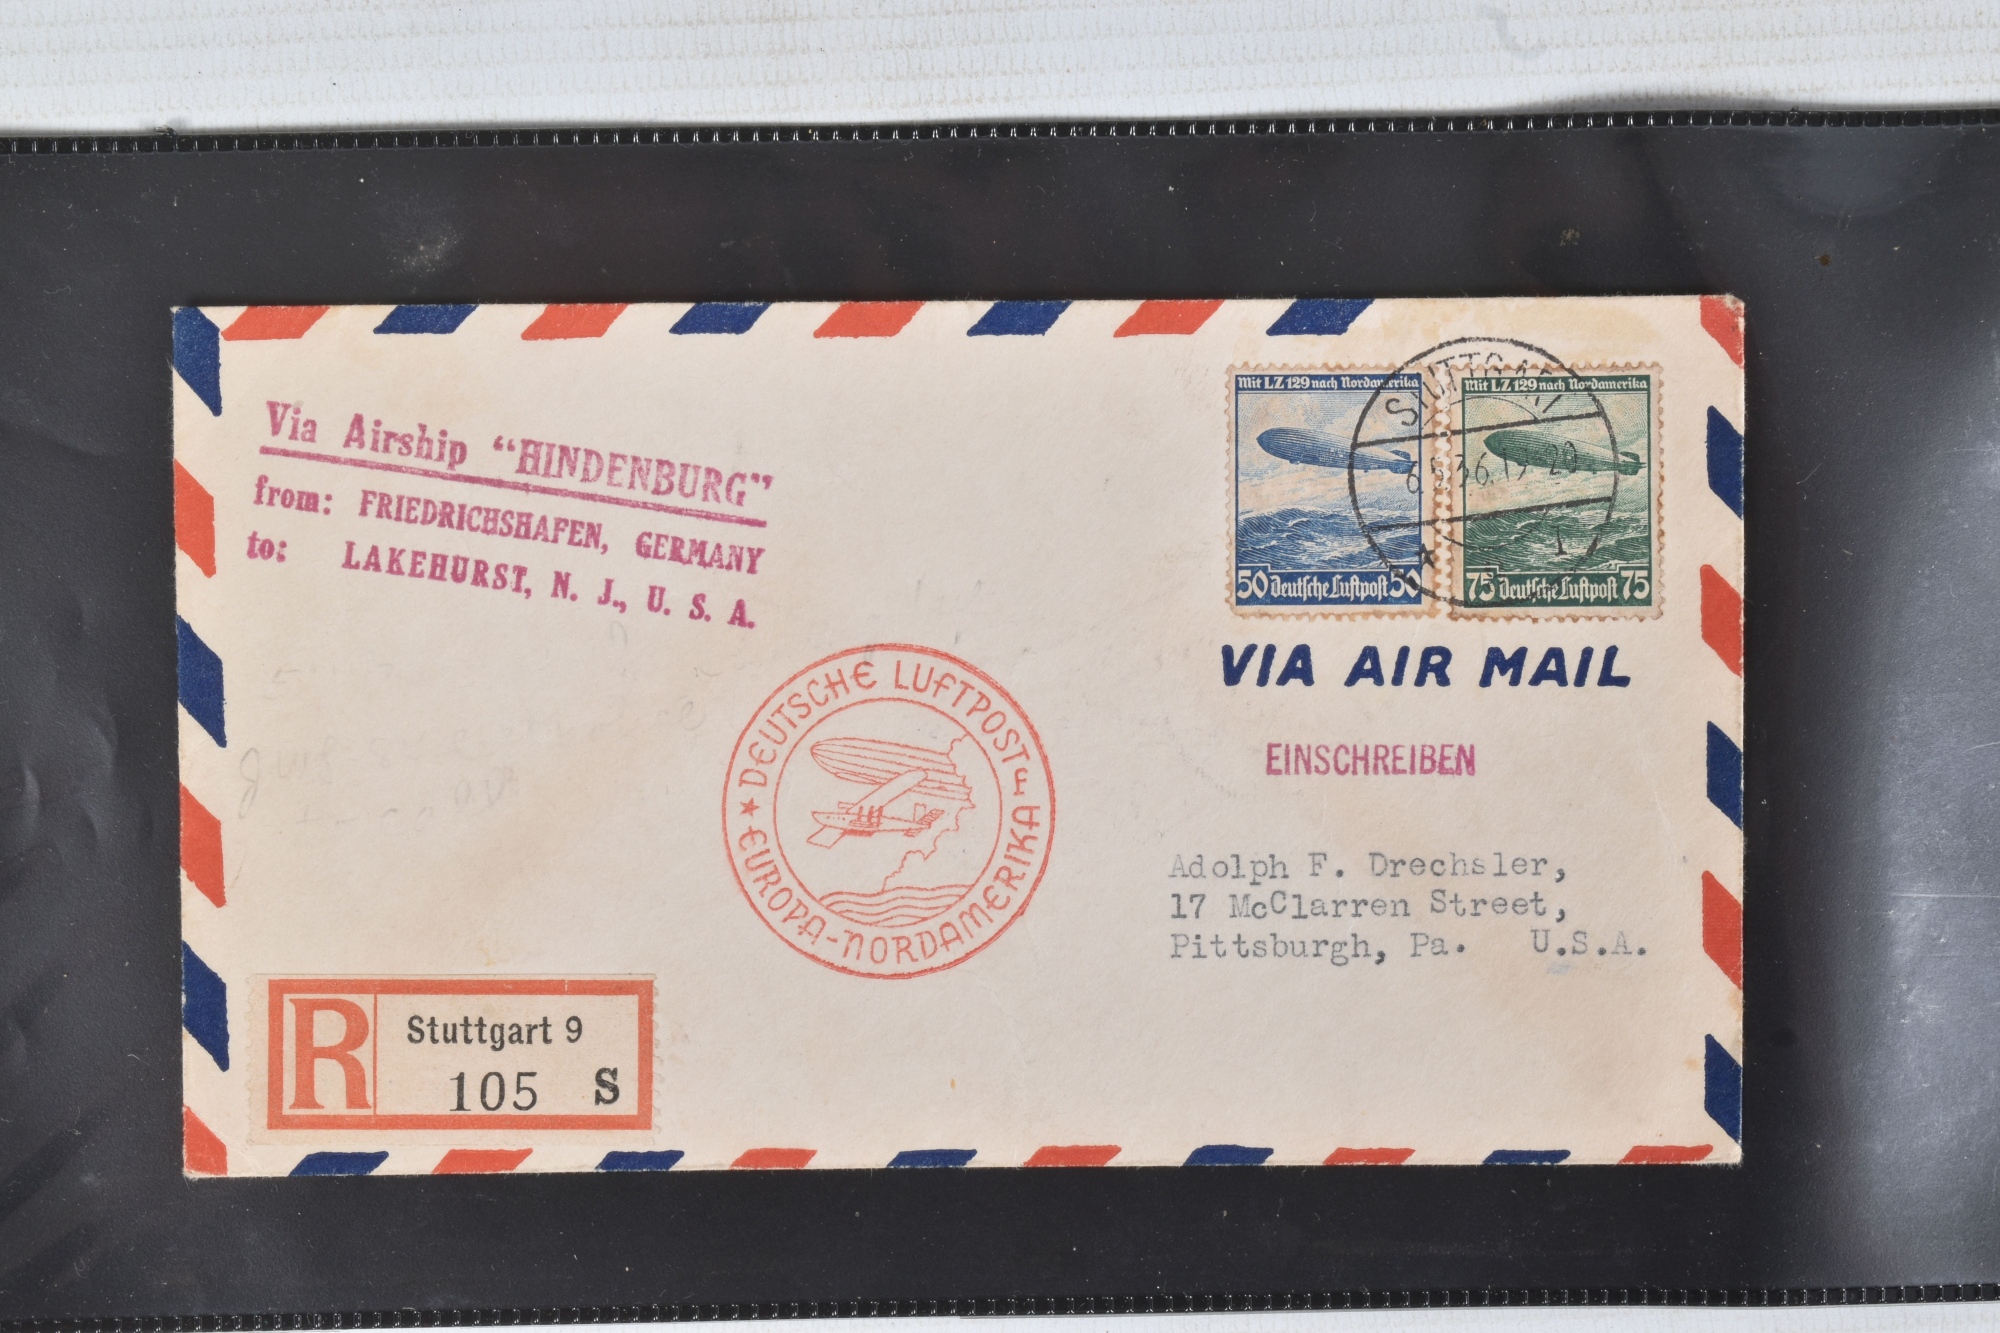 Via Airship “HINDENBURG”
from: FRIEDRICHSHAFEN, GERMANY
to: LAKEHURST, N. J., U. S. A.
Mit LZ 129 nach Nordamerika
50 Deutsche Luftpost 50
Mit LZ 129 nach Nordamerika
75 Deutsche Luftpost 75
STUTTGART
VIA AIR MAIL
EINSCHREIBEN
★ DEUTSCHE LUFTPOST F
EUROPA-NORDAMERIKA
Adolph F. Drechsler,
17 McClarren Street,
Pittsburgh, Pa. U.S.A.
R Stuttgart 9
105 S